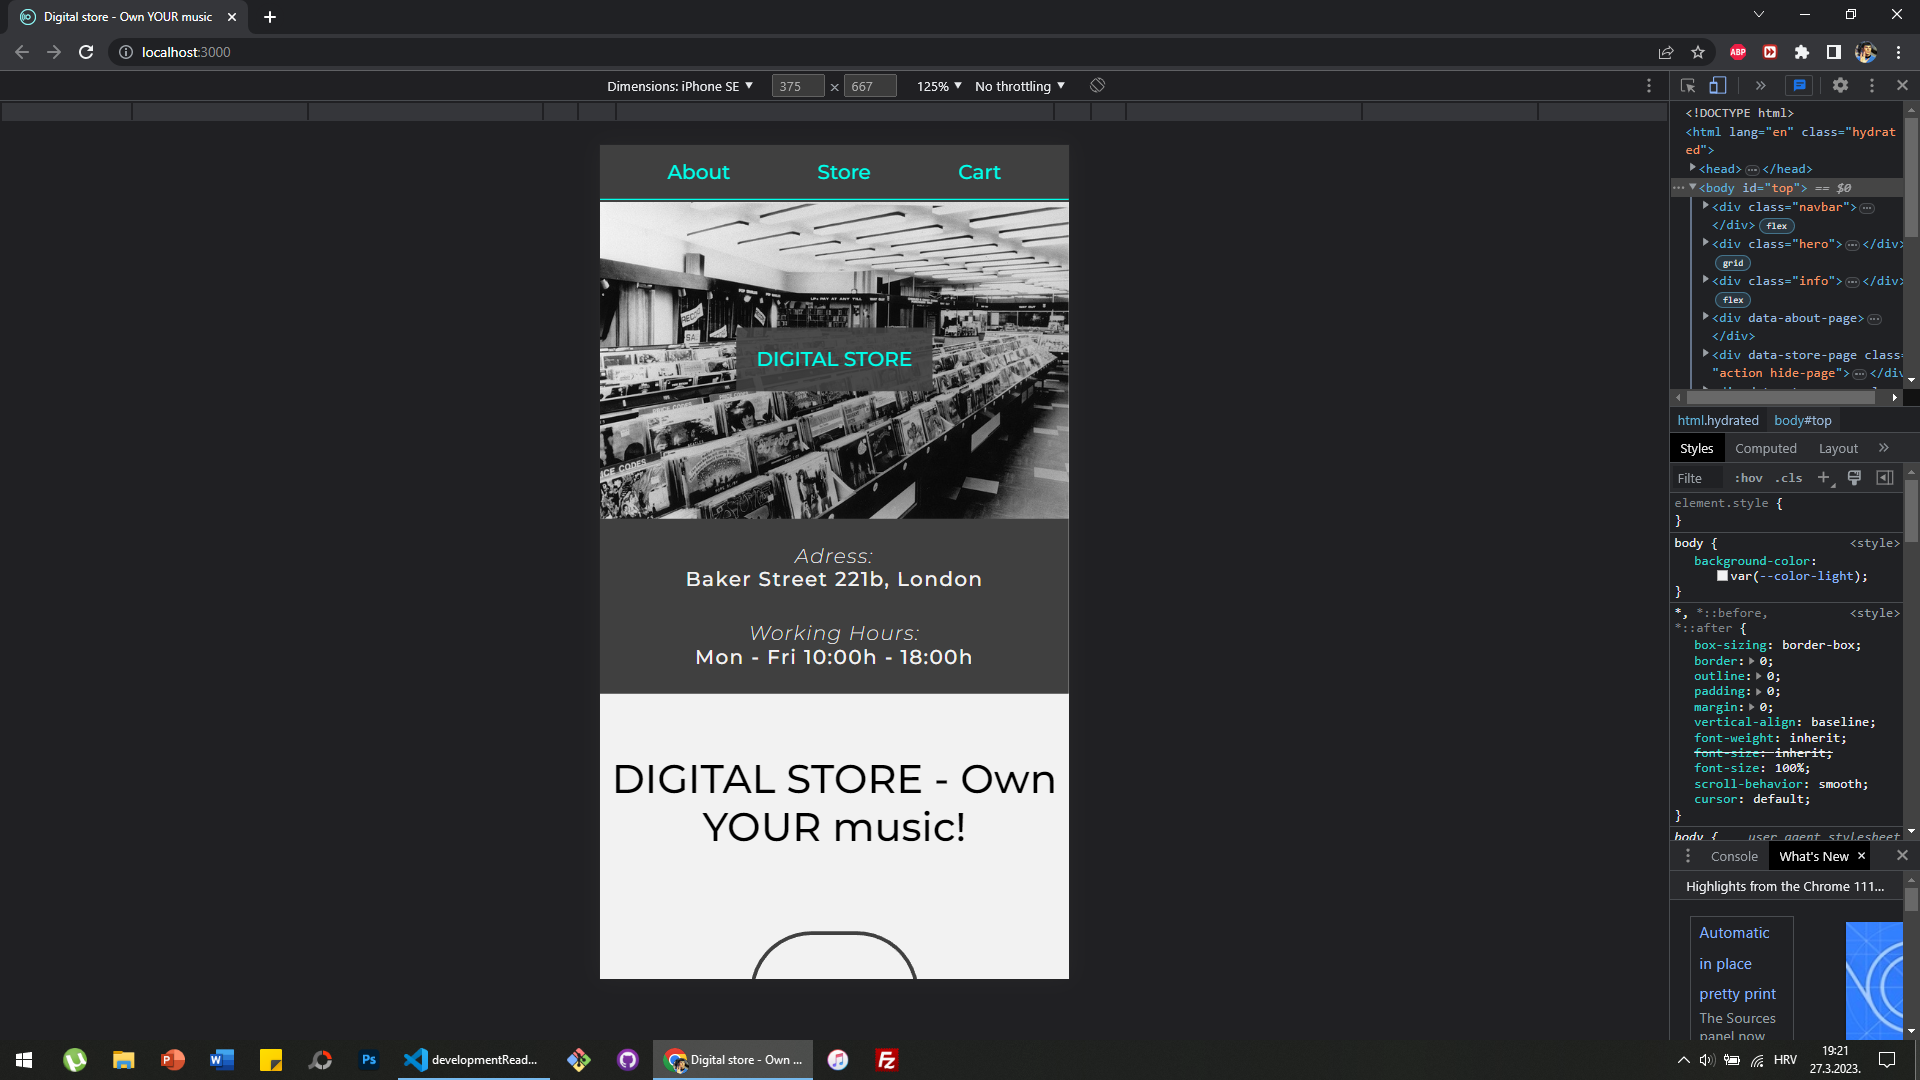 Digital store - Own YOUR music
localhost:3000
ABP
Dimensions: iPhone SE
375 × 667
125%
No throttling
<!DOCTYPE html>
<html lang="en" class="hydrat
ed">
<head> ⋯ </head>
⋯ <body id="top"> == $0
<div class="navbar"> ⋯
</div> flex
<div class="hero"> ⋯ </div>
grid
<div class="info"> ⋯ </div>
flex
<div data-about-page> ⋯
</div>
<div data-store-page clas
"action hide-page"> ⋯ </div
html.hydrated body#top
Styles Computed Layout
Filte :hov .cls
element.style {
}
body { <style>
background-color:
var(--color-light);
}
*, *::before, <style>
*::after {
box-sizing: border-box;
border: 0;
outline: 0;
padding: 0;
margin: 0;
vertical-align: baseline;
font-weight: inherit;
font-size: inherit;
font-size: 100%;
scroll-behavior: smooth;
cursor: default;
}
body { user agent stylesheet
Console What's New
Highlights from the Chrome 111...
Automatic
in place
pretty print
The Sources
panel now
About Store Cart
DIGITAL STORE
Adress:
Baker Street 221b, London
Working Hours:
Mon - Fri 10:00h - 18:00h
DIGITAL STORE - Own
YOUR music!
developmentRead...
Digital store - Own ...
Ps
HRV
19:21
27.3.2023.